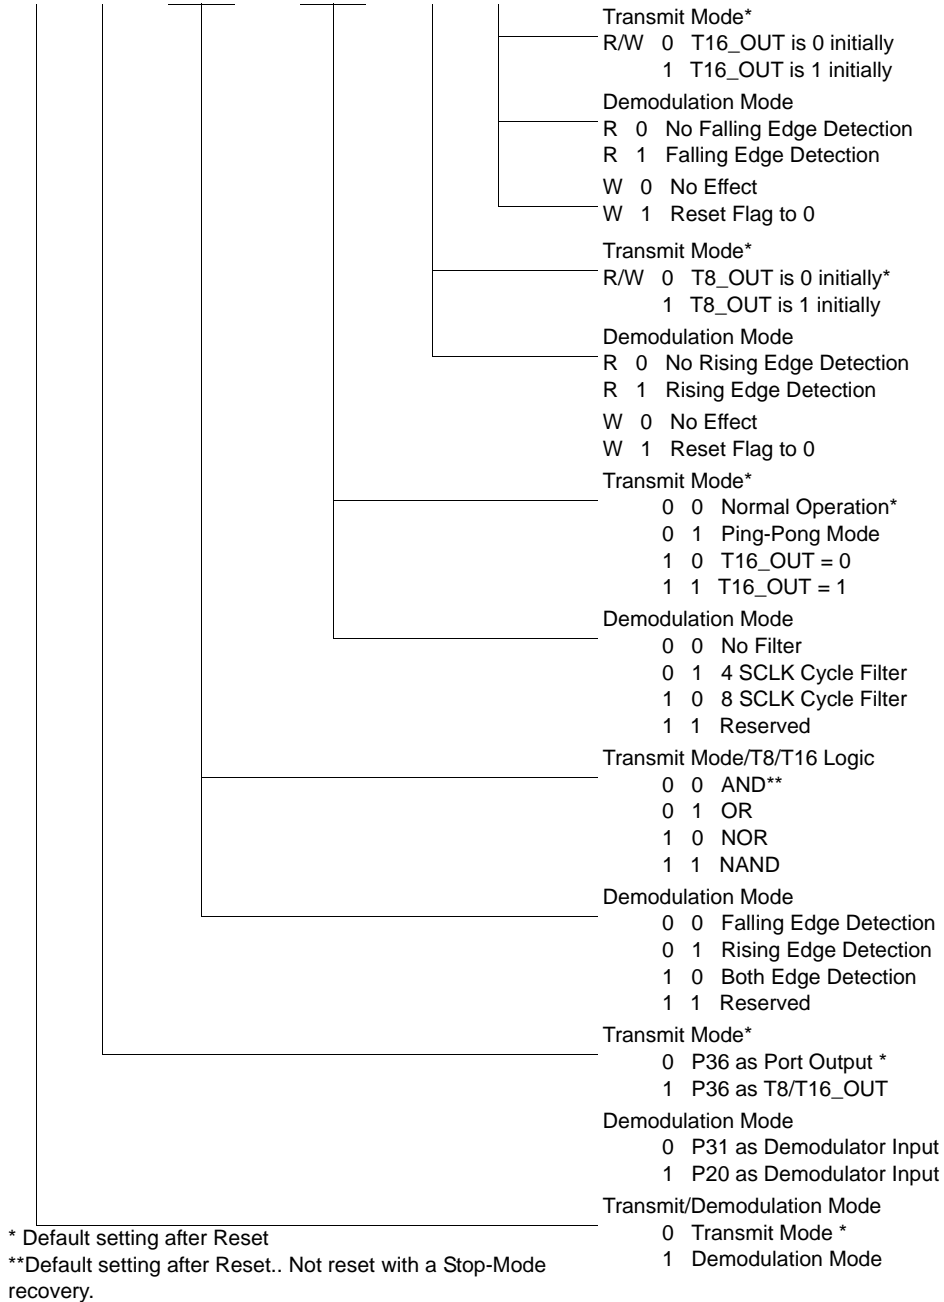 Transmit Mode*
R/W 0 T16_OUT is 0 initially
1 T16_OUT is 1 initially
Demodulation Mode
R 0 No Falling Edge Detection
R 1 Falling Edge Detection
W 0 No Effect
W 1 Reset Flag to 0
Transmit Mode*
R/W 0 T8_OUT is 0 initially*
1 T8_OUT is 1 initially
Demodulation Mode
R 0 No Rising Edge Detection
R 1 Rising Edge Detection
W 0 No Effect
W 1 Reset Flag to 0
Transmit Mode*
0 0 Normal Operation*
0 1 Ping-Pong Mode
1 0 T16_OUT = 0
1 1 T16_OUT = 1
Demodulation Mode
0 0 No Filter
0 1 4 SCLK Cycle Filter
1 0 8 SCLK Cycle Filter
1 1 Reserved
Transmit Mode/T8/T16 Logic
0 0 AND**
0 1 OR
1 0 NOR
1 1 NAND
Demodulation Mode
0 0 Falling Edge Detection
0 1 Rising Edge Detection
1 0 Both Edge Detection
1 1 Reserved
Transmit Mode*
0 P36 as Port Output *
1 P36 as T8/T16_OUT
Demodulation Mode
0 P31 as Demodulator Input
1 P20 as Demodulator Input
Transmit/Demodulation Mode
0 Transmit Mode *
1 Demodulation Mode
* Default setting after Reset
**Default setting after Reset.. Not reset with a Stop-Mode
recovery.